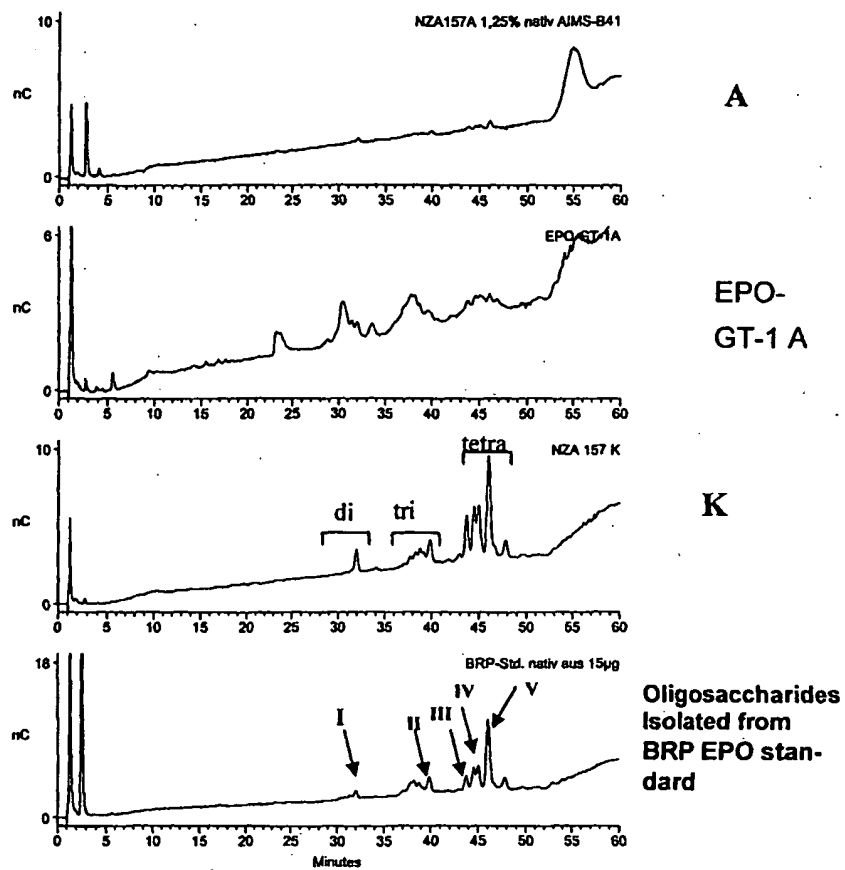 10
NZA157A 1,25% nativ AIMS-B41
nC
A
0
0 5 10 15 20 25 30 35 40 45 50 55 60
6
EPO-GT-1A
nC
EPO-
GT-1 A
0
0 5 10 15 20 25 30 35 40 45 50 55 60
tetra
10
NZA 157 K
di
tri
nC
K
0
0 5 10 15 20 25 30 35 40 45 50 55 60
18
BRP-Std. nativ aus 15µg
I
II
III
IV
V
nC
Oligosaccharides
Isolated from
BRP EPO stan-
dard
0
0 5 10 15 20 25 30 35 40 45 50 55 60
Minutes